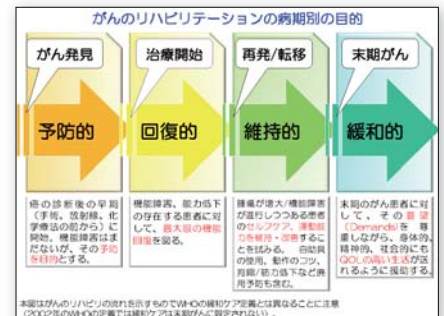 がんのリハビリテーションの病期別の目的
がん発見
治療開始
再発/転移
末期がん
予防的
回復的
維持的
緩和的
癌の診断後の早期
(手術、放射線、化
学療法の前から)に
開始。機能障害はま
だないが、その予防
を目的とする。
機能障害、能力低下
の存在する患者に対
して、最大限の機能
回復を図る。
腫瘍が増大/機能障害
が進行しつつある患者
のセルフケア、運動能
力を維持・改善するこ
とを試みる。自助具
の使用、動作のコツ、
拘縮/筋力低下など廃
用予防も含む。
末期のがん患者に対
して、その要望
(Demands)を尊
重しながら、身体的、
精神的、社会的にも
QOLの高い生活が送
れるように援助する。
本図はがんのリハビリの流れを示すものでWHOの緩和ケア定義とは異なることに注意
(2002年のWHOの定義では緩和ケアは末期がんに限定されない)。